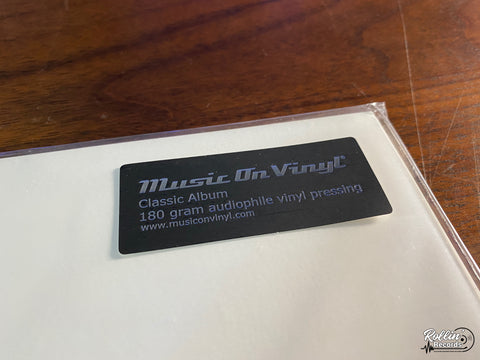 Music On Vinyl
Classic Album
180 gram audiophile vinyl pressing
www.musiconvinyl.com
Rollin'
Records